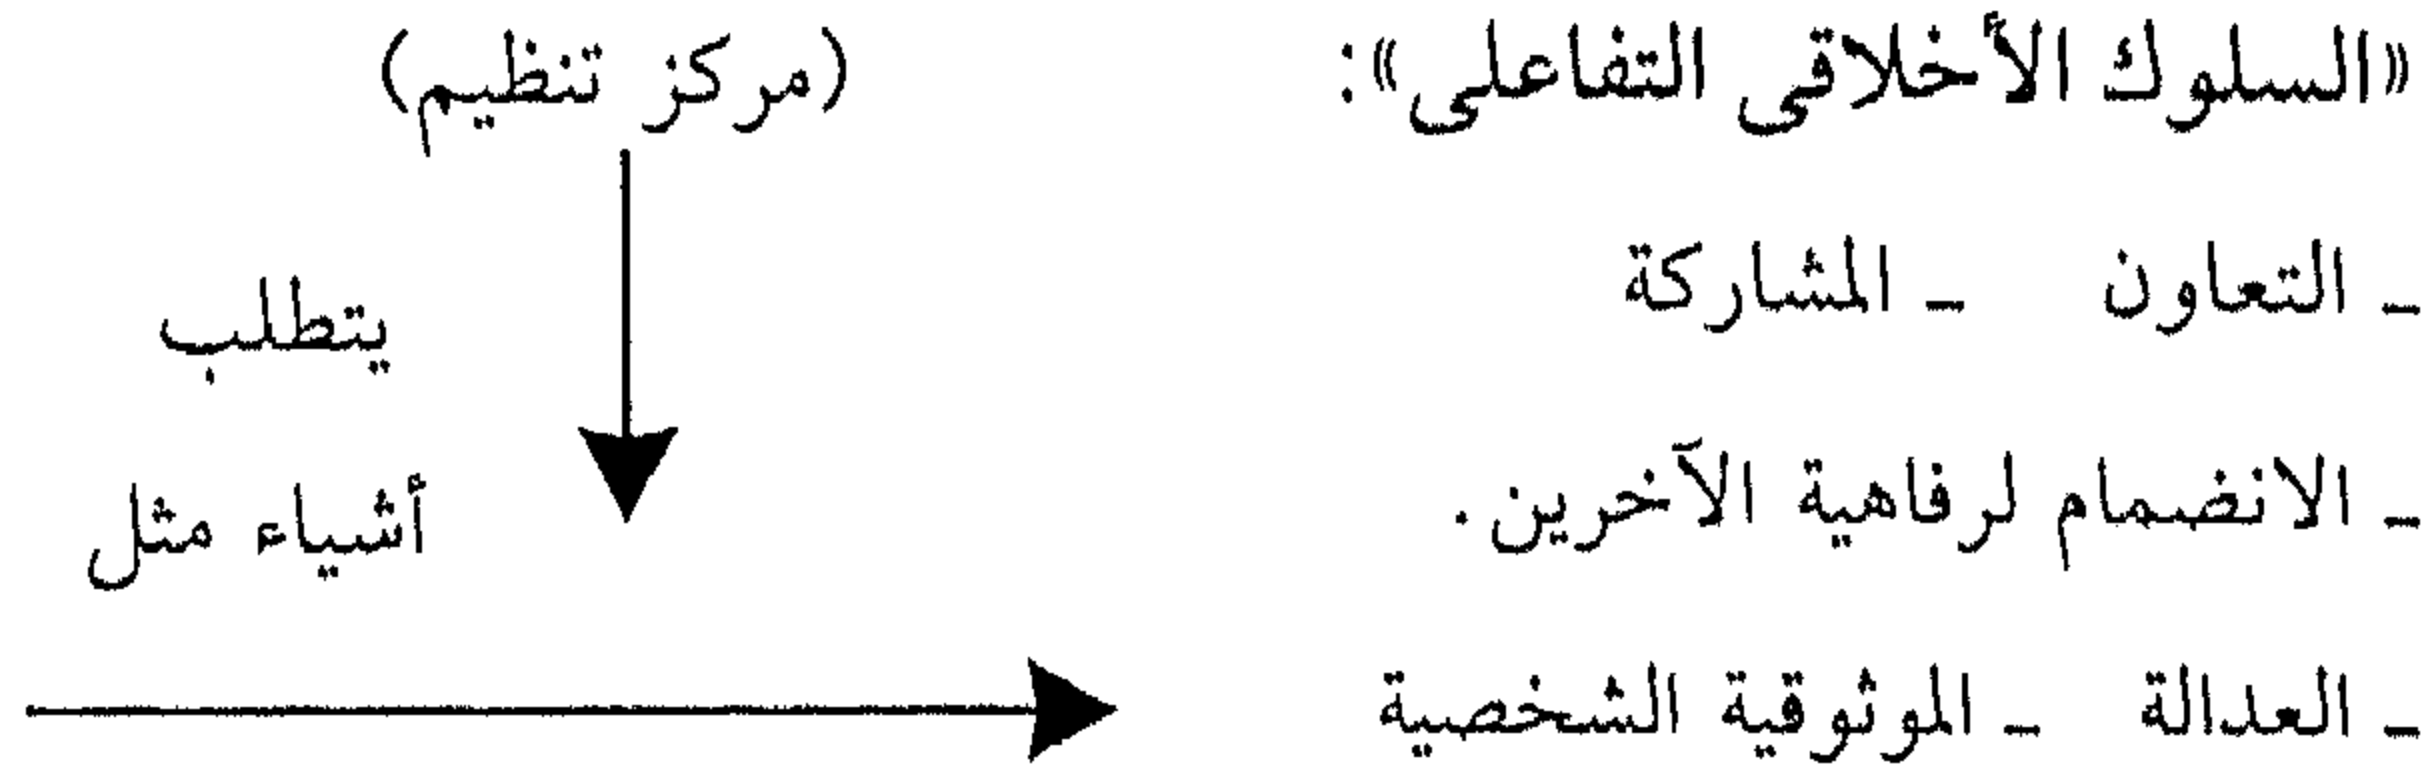 «السلوك الأخلاقى التفاعلى»:
(مركز تنظيم)
ـ التعاون ـ المشاركة
يتطلب
ـ الانضمام لرفاهية الآخرين.
أشياء مثل
ـ العدالة ـ الموثوقية الشخصية